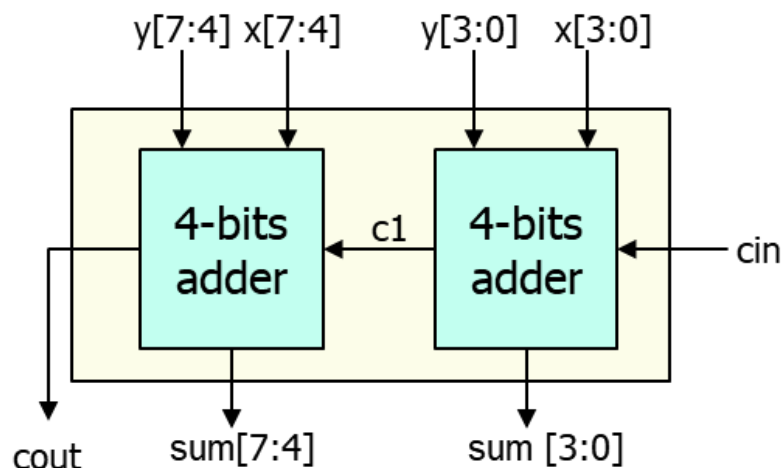 y[7:4] x[7:4] y[3:0] x[3:0]
4-bits
adder
c1
4-bits
adder
cin
cout
sum[7:4]
sum [3:0]